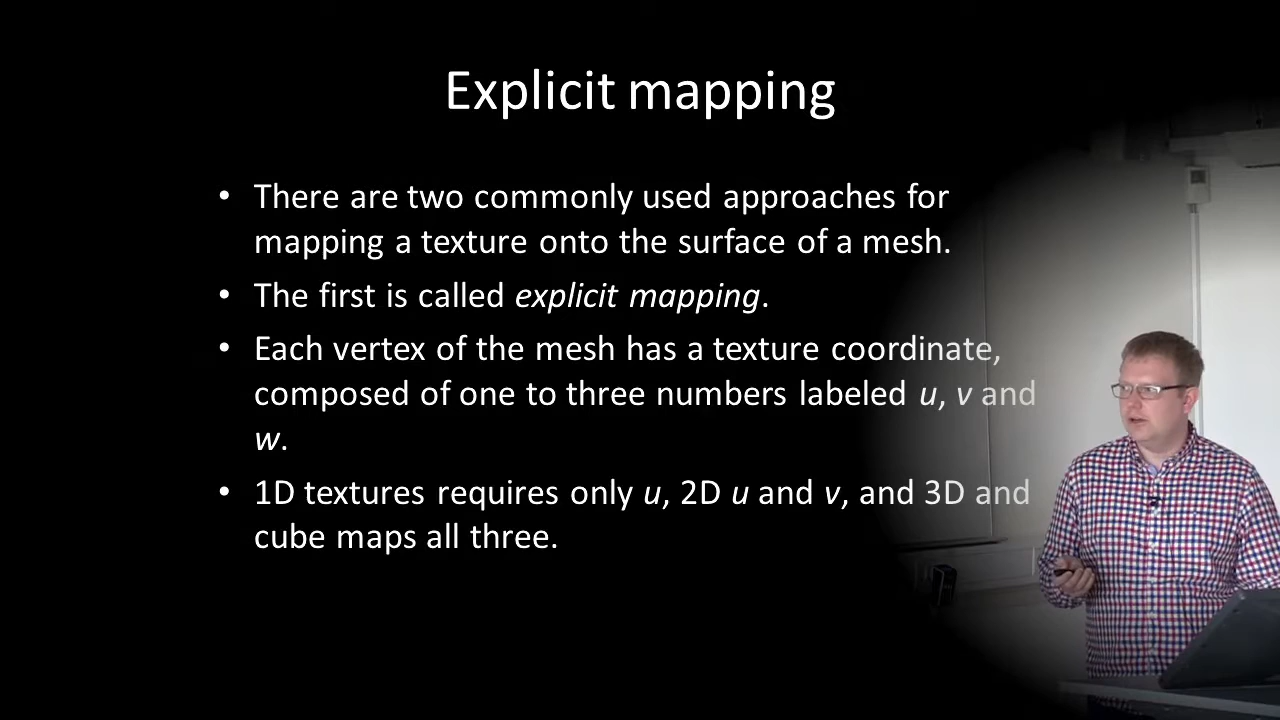 Explicit mapping
• There are two commonly used approaches for
mapping a texture onto the surface of a mesh.
• The first is called explicit mapping.
• Each vertex of the mesh has a texture coordinate,
composed of one to three numbers labeled u, v and
w.
• 1D textures requires only u, 2D u and v, and 3D and
cube maps all three.